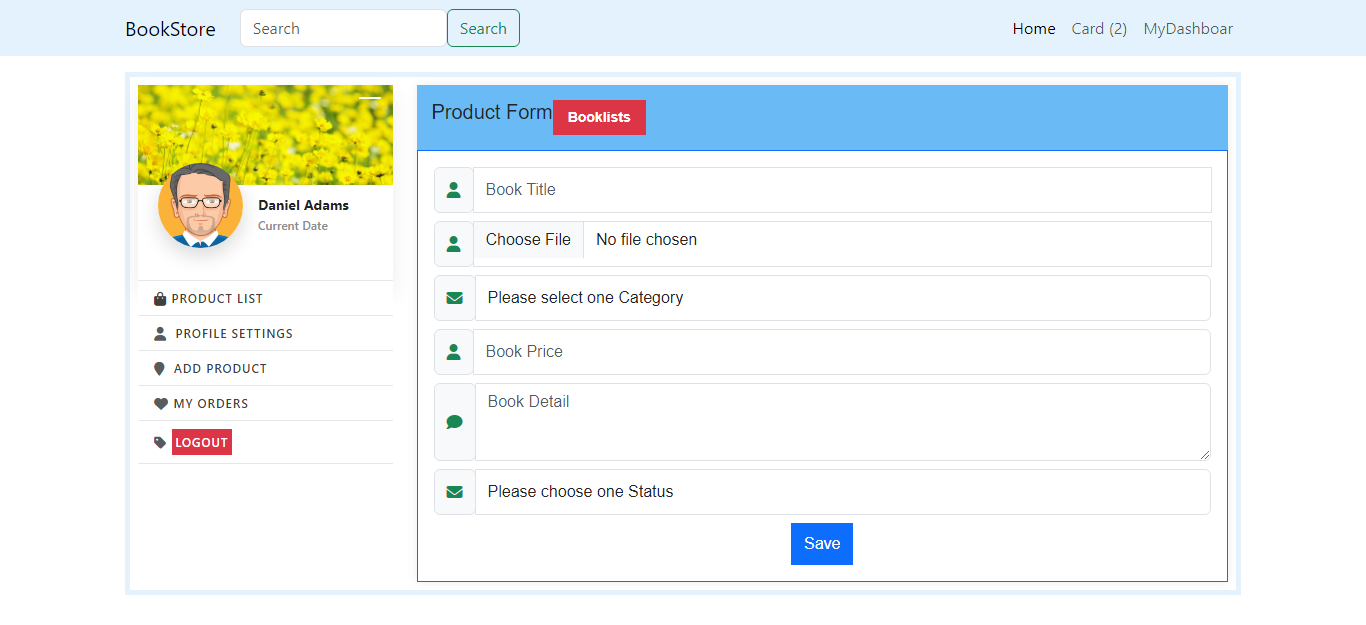 BookStore Search Search Home Card (2) MyDashboar
Daniel Adams
Current Date
PRODUCT LIST
PROFILE SETTINGS
ADD PRODUCT
MY ORDERS
LOGOUT
Product Form Booklists
Book Title
Choose File No file chosen
Please select one Category
Book Price
Book Detail
Please choose one Status
Save